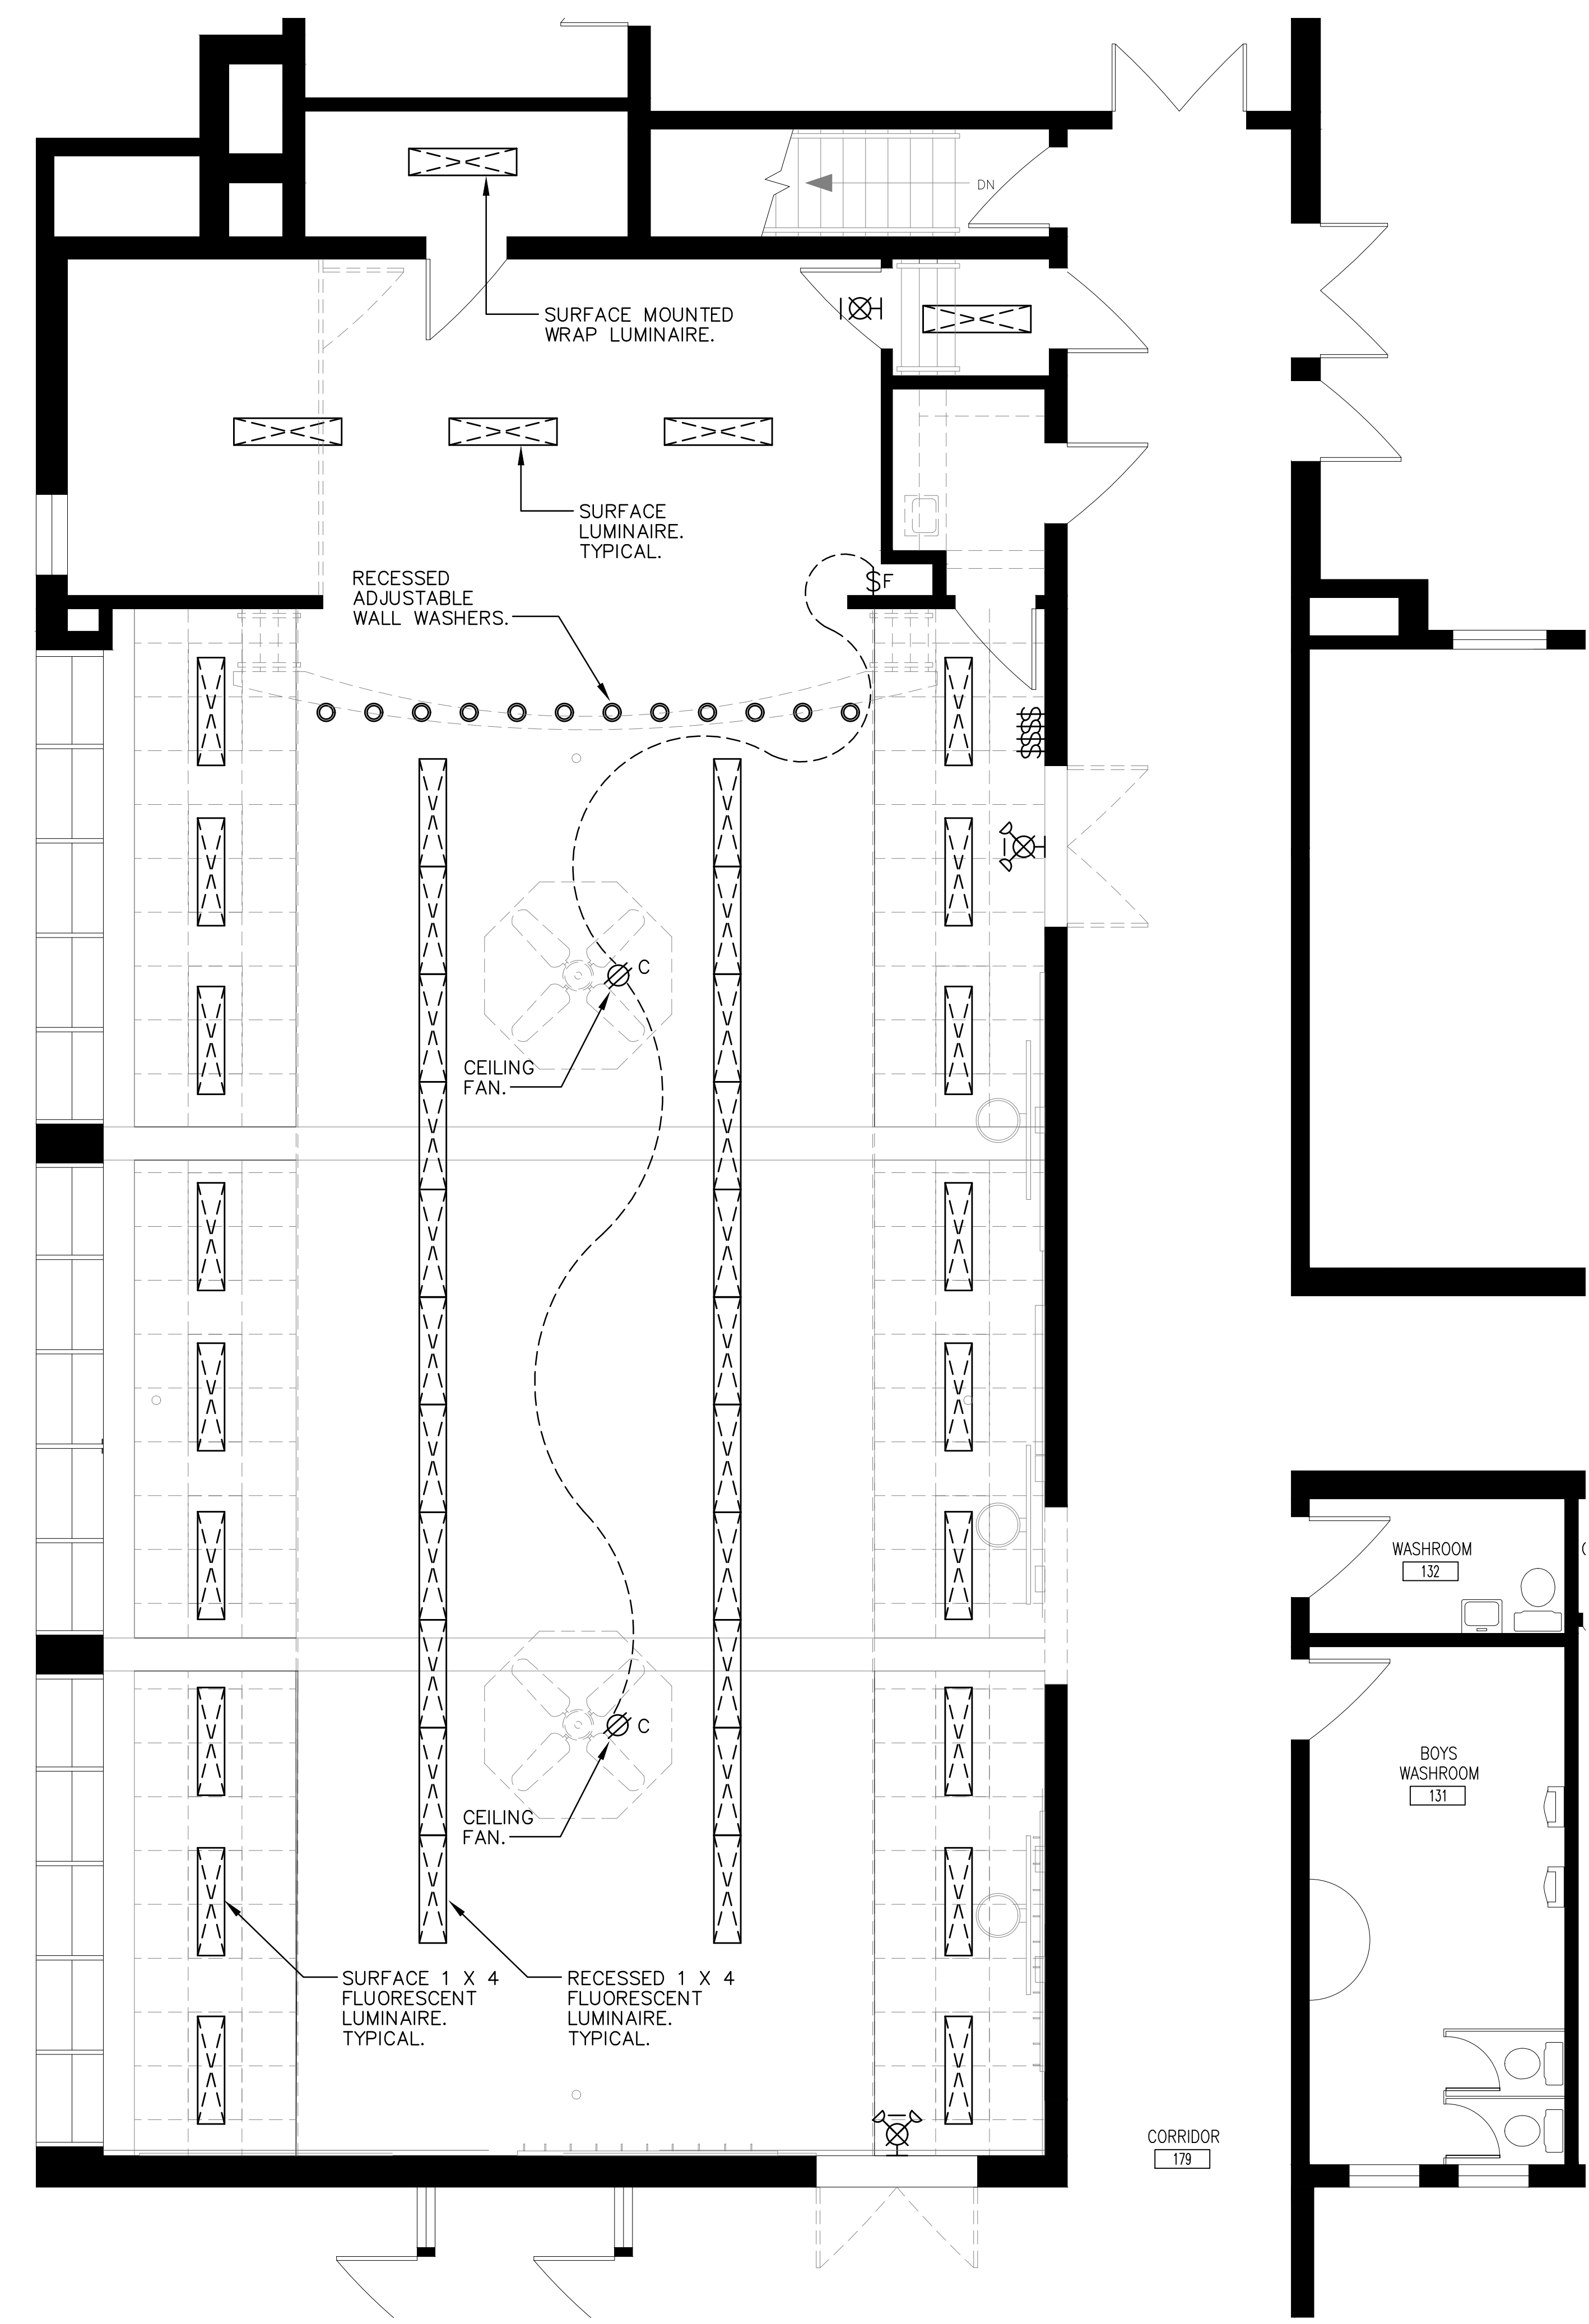 DN
SURFACE MOUNTED
WRAP LUMINAIRE.
SURFACE
LUMINAIRE.
TYPICAL.
RECESSED
ADJUSTABLE
WALL WASHERS.
$F
$$$$
C
CEILING
FAN.
C
CEILING
FAN.
SURFACE 1 X 4
FLUORESCENT
LUMINAIRE.
TYPICAL.
RECESSED 1 X 4
FLUORESCENT
LUMINAIRE.
TYPICAL.
WASHROOM
132
BOYS
WASHROOM
131
CORRIDOR
179